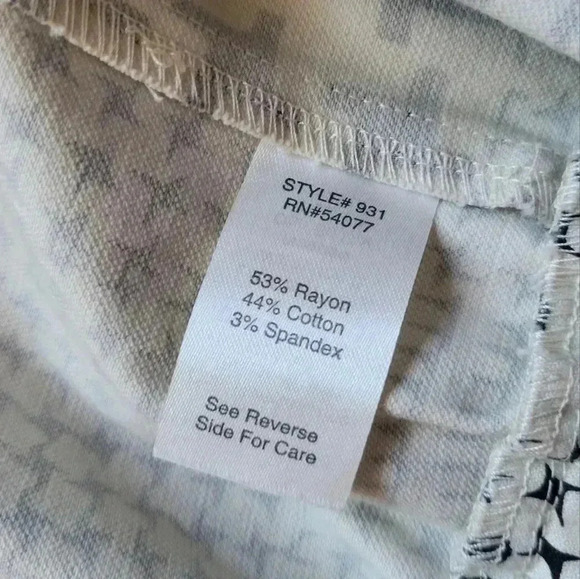 STYLE# 931
RN#54077
53% Rayon
44% Cotton
3% Spandex
See Reverse
Side For Care